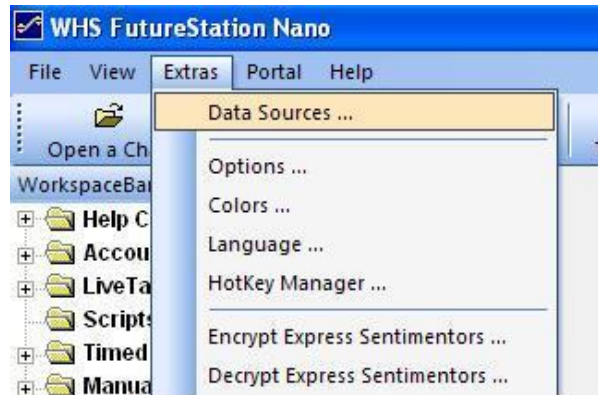 WHS FutureStation Nano
File View Extras Portal Help
Data Sources ...
Open a Ch
Options ...
WorkspaceBar
Colors ...
Help C
Language ...
Accou
HotKey Manager ...
LiveTa
Scripts
Encrypt Express Sentimentors ...
Timed
Decrypt Express Sentimentors ...
Manua